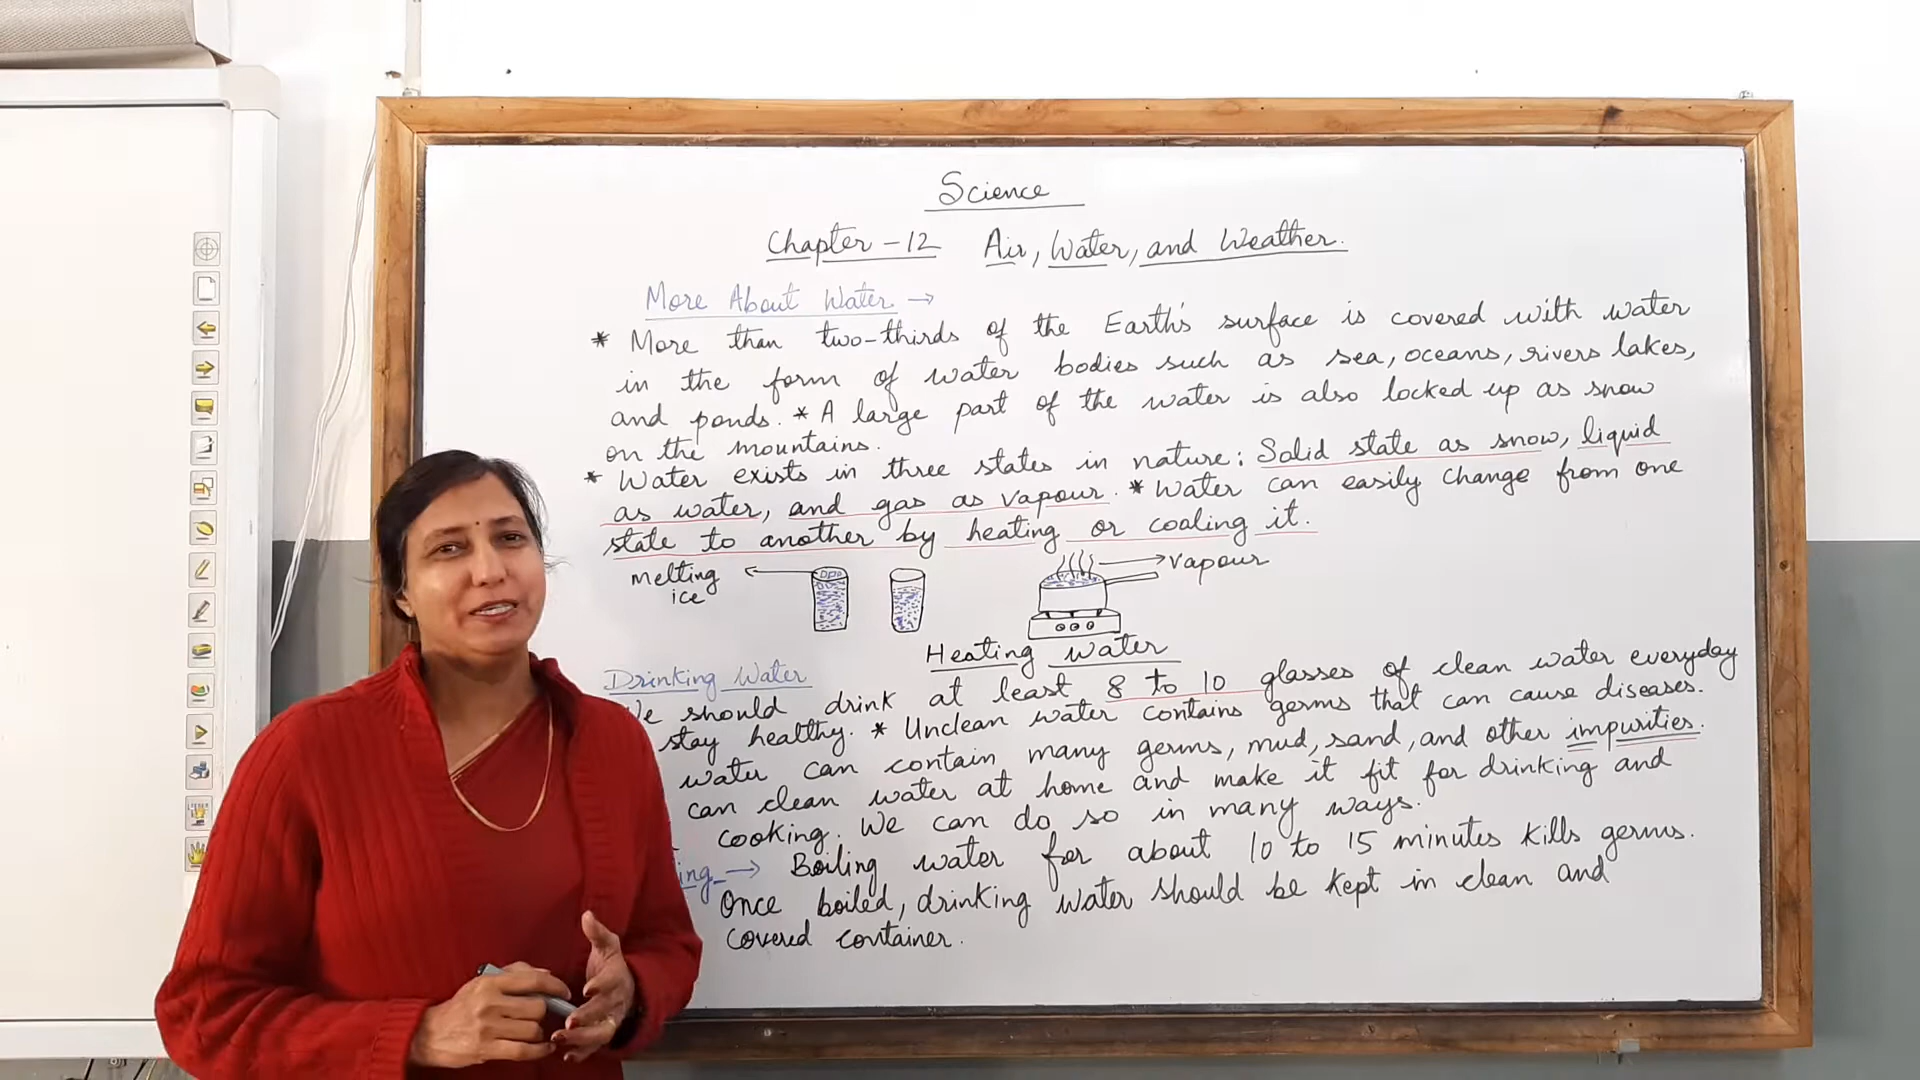 Science
Chapter-12 Air, Water, and Weather.
More About Water →
* More than two-thirds of the Earth's surface is covered with water
in the form of water bodies such as sea, oceans, rivers lakes,
and ponds. * A large part of the water is also locked up as snow
on the mountains.
* Water exists in three states in nature: Solid state as snow, liquid
as water, and gas as vapour. * Water can easily change from one
state to another by heating or cooling it.
melting
ice
vapour
Heating water
Drinking Water
We should drink at least 8 to 10 glasses of clean water everyday
stay healthy. * Unclean water contains germs that can cause diseases.
water can contain many germs, mud, sand, and other impurities.
can clean water at home and make it fit for drinking and
cooking. We can do so in many ways.
ing → Boiling water for about 10 to 15 minutes kills germs.
Once boiled, drinking water should be kept in clean and
covered container.